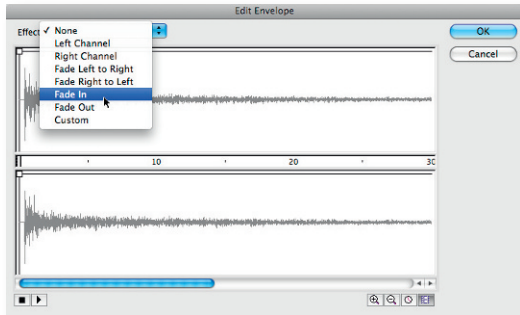 Edit Envelope
Effect
✓ None
Left Channel
Right Channel
Fade Left to Right
Fade Right to Left
Fade In
Fade Out
Custom
OK
Cancel
10 20 30